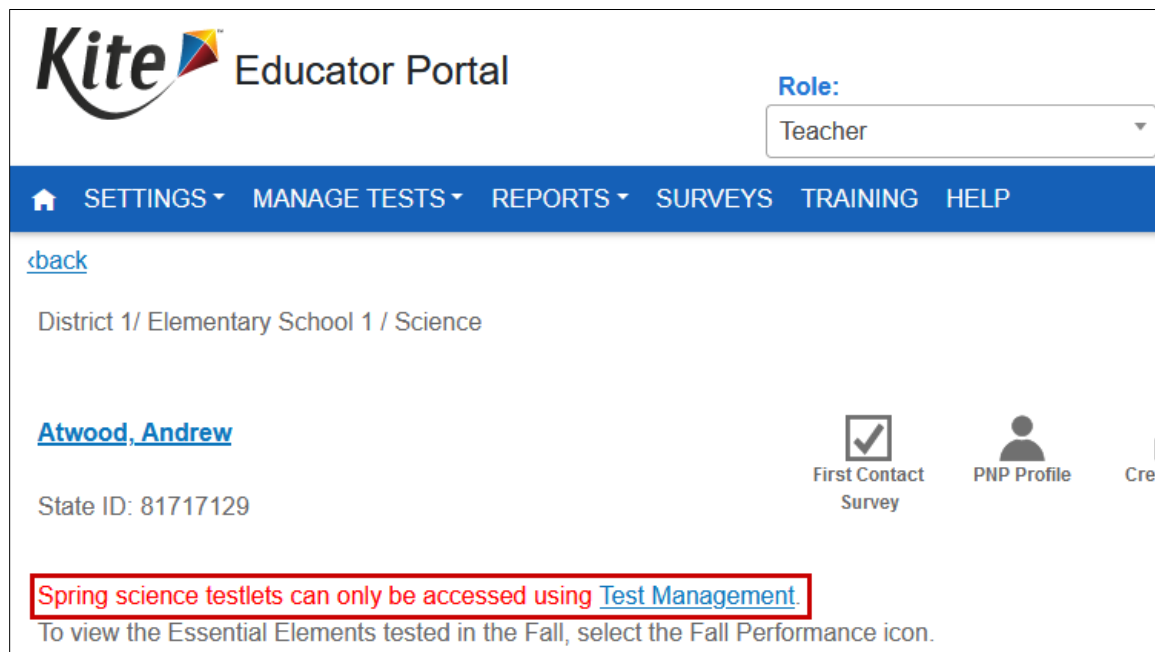 Kite™ Educator Portal
Role:
Teacher
SETTINGS MANAGE TESTS REPORTS SURVEYS TRAINING HELP
‹back
District 1/ Elementary School 1 / Science
Atwood, Andrew
First Contact PNP Profile Cre
Survey
State ID: 81717129
Spring science testlets can only be accessed using Test Management.
To view the Essential Elements tested in the Fall, select the Fall Performance icon.